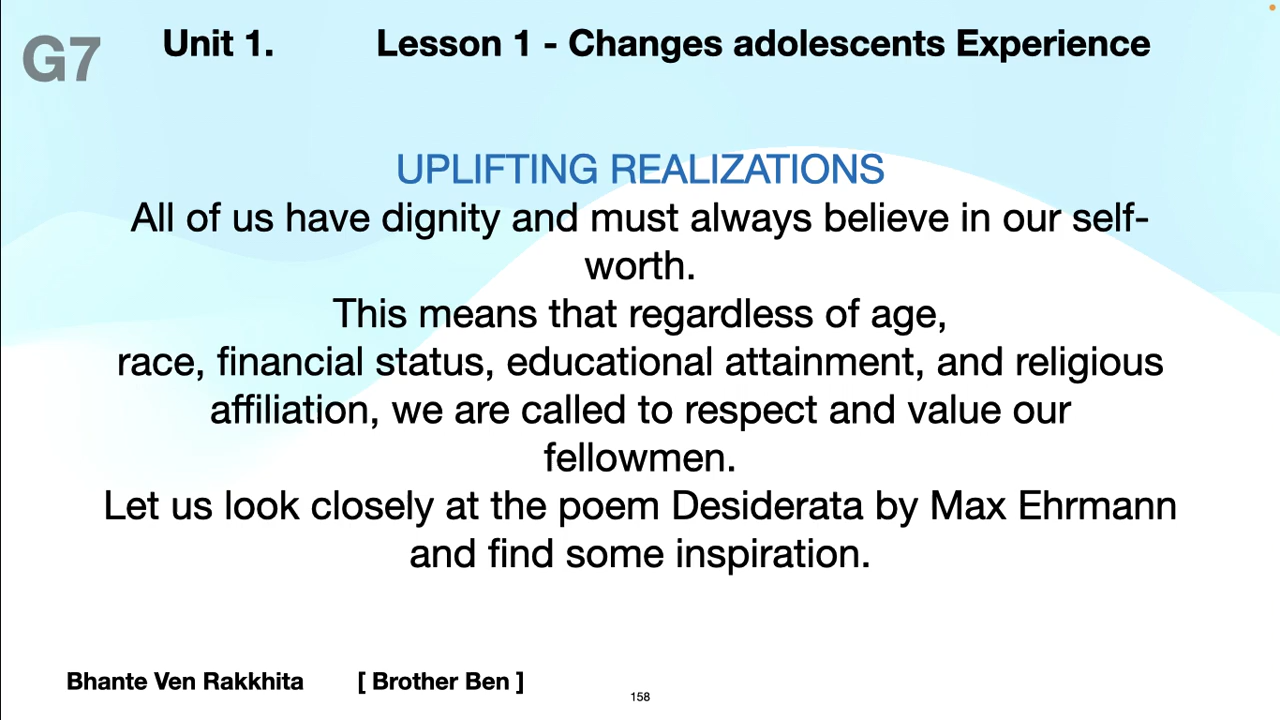 G7
Unit 1. Lesson 1 - Changes adolescents Experience
UPLIFTING REALIZATIONS
All of us have dignity and must always believe in our self-
worth.
This means that regardless of age,
race, financial status, educational attainment, and religious
affiliation, we are called to respect and value our
fellowmen.
Let us look closely at the poem Desiderata by Max Ehrmann
and find some inspiration.
Bhante Ven Rakkhita [ Brother Ben ]
158